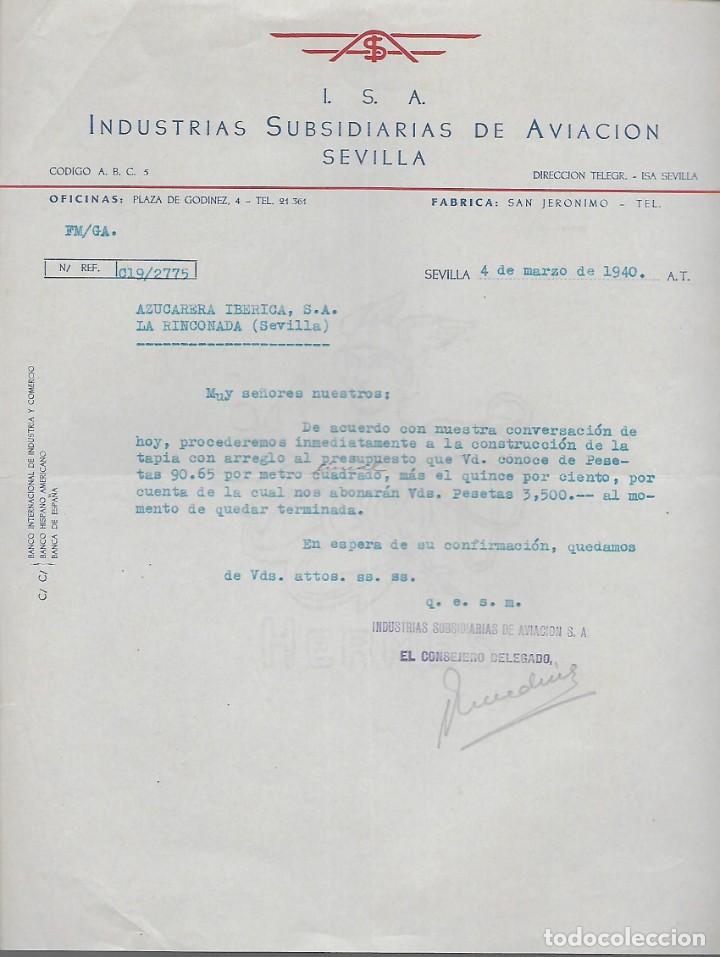 I. S. A.
INDUSTRIAS SUBSIDIARIAS DE AVIACION
SEVILLA
CODIGO A. B. C. 5
DIRECCION TELEGR. - ISA SEVILLA
OFICINAS: PLAZA DE GODINEZ, 4 - TEL. 21 361
FABRICA: SAN JERONIMO - TEL.
FM/GA.
N/ REF. C19/2775
SEVILLA 4 de marzo de 1940. A.T.
AZUCARERA IBERICA, S.A.
LA RINCONADA (Sevilla)
Muy señores nuestros;
De acuerdo con nuestra conversación de
hoy, procederemos inmediatamente a la construcción de la
tapia con arreglo al presupuesto que Vd. conoce de Pese-
tas 90.65 por metro cuadrado, más el quince por ciento, por
cuenta de la cual nos abonarán Vds. Pesetas 3,500.-- al mo-
mento de quedar terminada.
En espera de su confirmación, quedamos
de Vds. attos. ss. ss.
q. e. s. m.
INDUSTRIAS SUBSIDIARIAS DE AVIACION S. A.
EL CONSEJERO DELEGADO,
C/ C/
BANCO INTERNACIONAL DE INDUSTRIA Y COMERCIO
BANCO HISPANO AMERICANO
BANCA DE ESPAÑA
todocoleccion